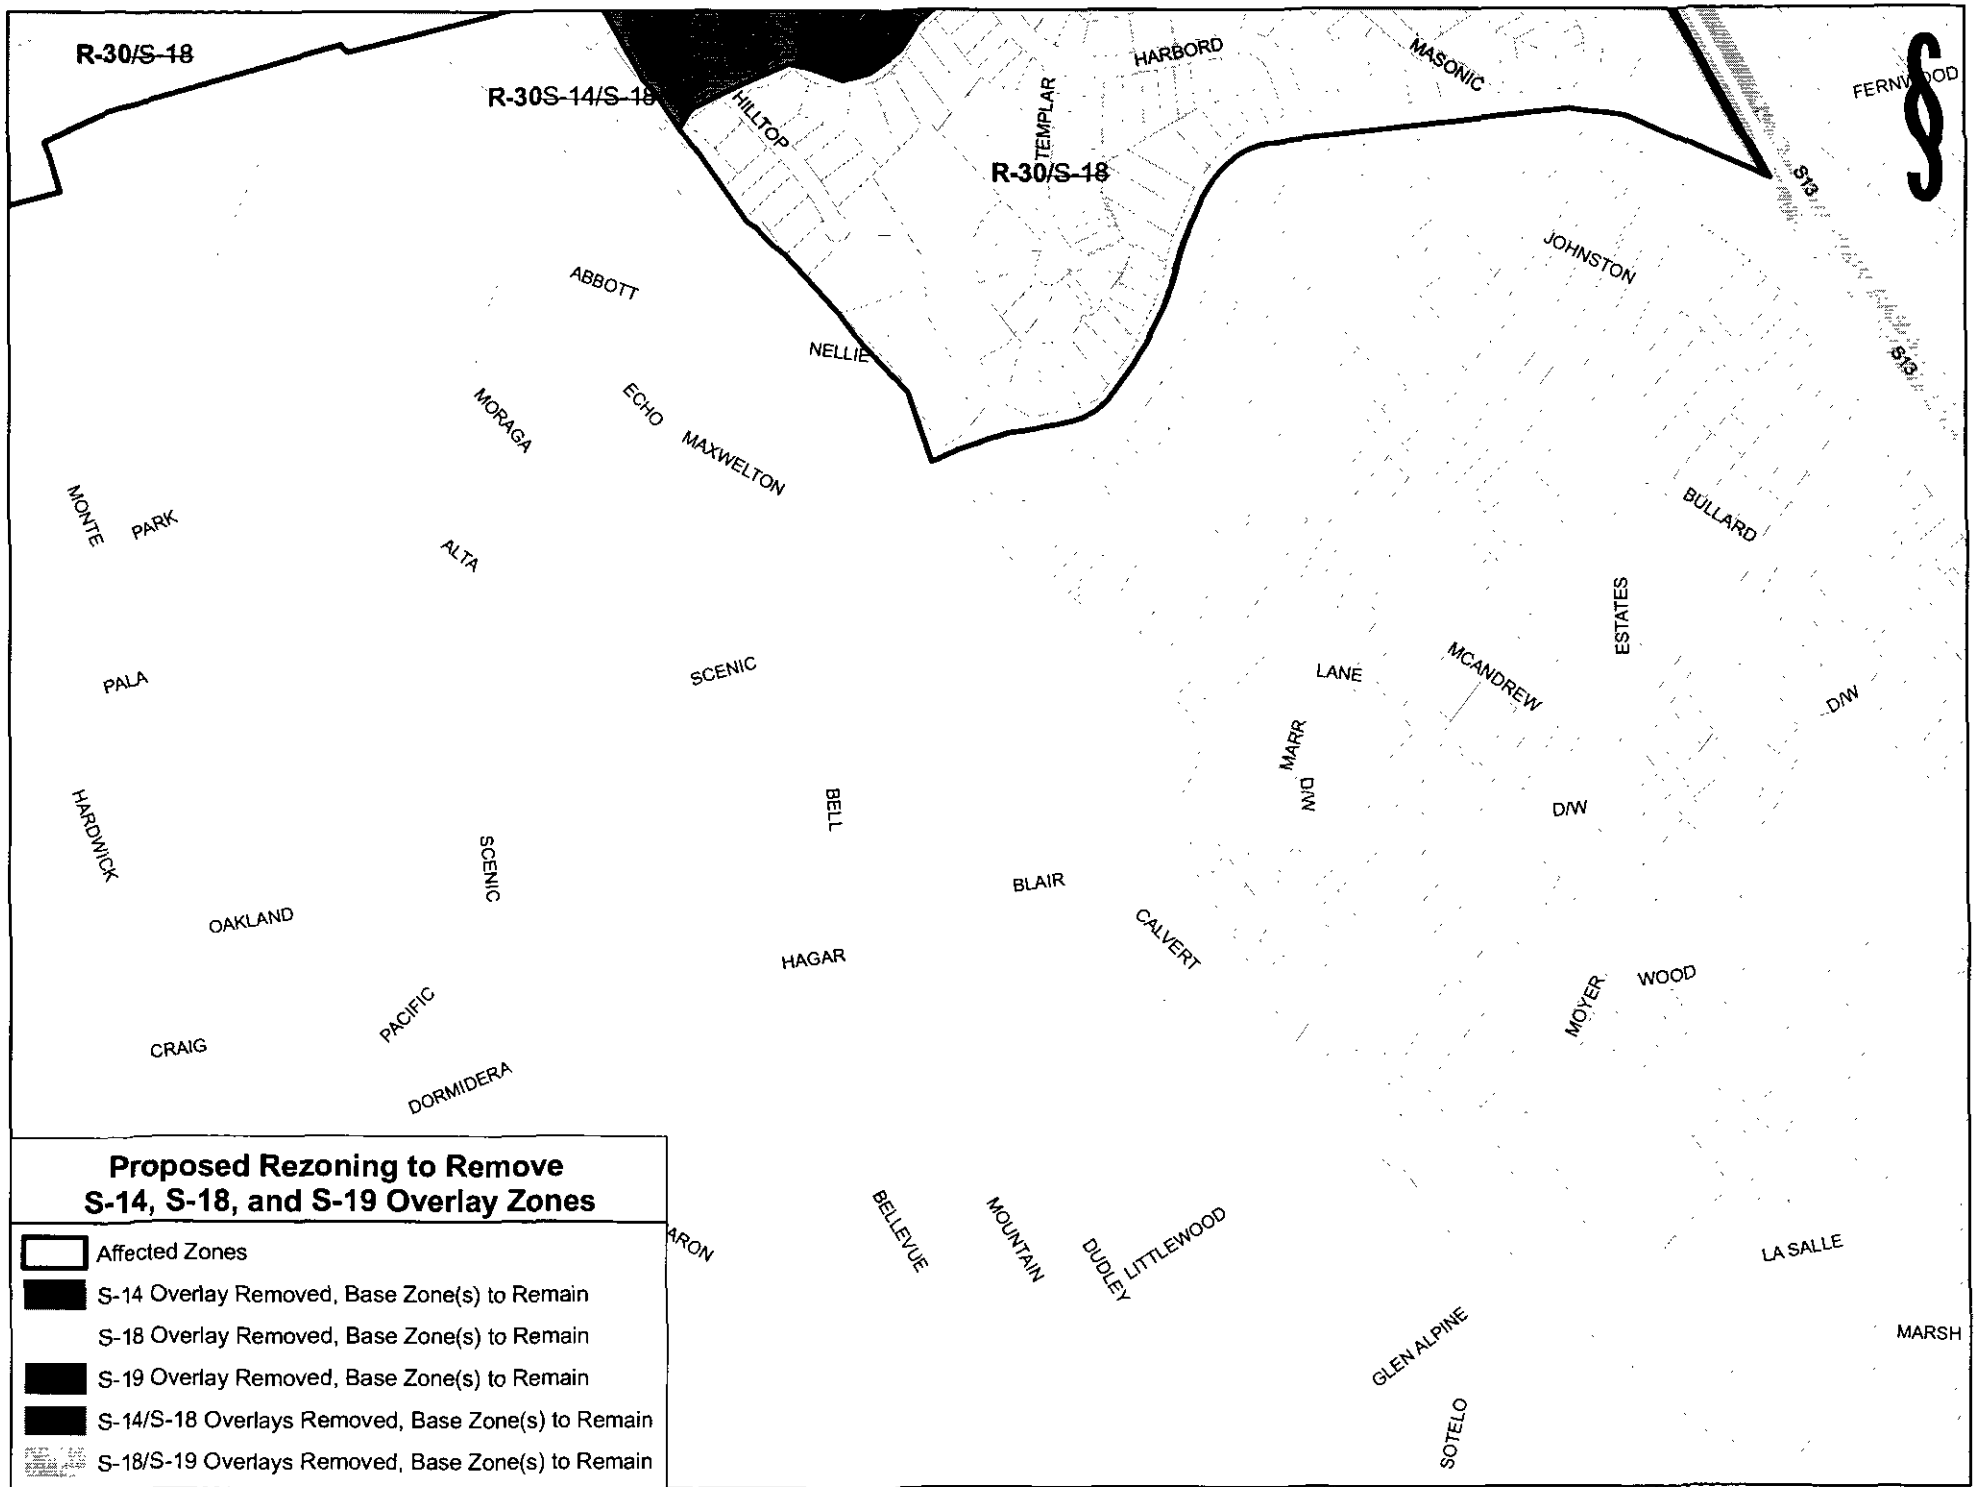 R-30/S-18
R-30S-14/S-18
HILLTOP
TEMPLAR
HARBORD
MASONIC
FERNWOOD
R-30/S-18
S13
JOHNSTON
ABBOTT
NELLIE
S13
MORAGA
ECHO
MAXWELTON
MONTE
PARK
BULLARD
ALTA
ESTATES
PALA
SCENIC
LANE
MCANDREW
D/W
MARR
D/W
HARDWICK
BELL
D/W
SCENIC
BLAIR
OAKLAND
CALVERT
HAGAR
PACIFIC
MOYER
WOOD
CRAIG
DORMIDERA
Proposed Rezoning to Remove
S-14, S-18, and S-19 Overlay Zones
Affected Zones
S-14 Overlay Removed, Base Zone(s) to Remain
S-18 Overlay Removed, Base Zone(s) to Remain
S-19 Overlay Removed, Base Zone(s) to Remain
S-14/S-18 Overlays Removed, Base Zone(s) to Remain
S-18/S-19 Overlays Removed, Base Zone(s) to Remain
ARON
BELLEVUE
MOUNTAIN
DUDLEY
LITTLEWOOD
LA SALLE
GLEN ALPINE
MARSH
SOTELO